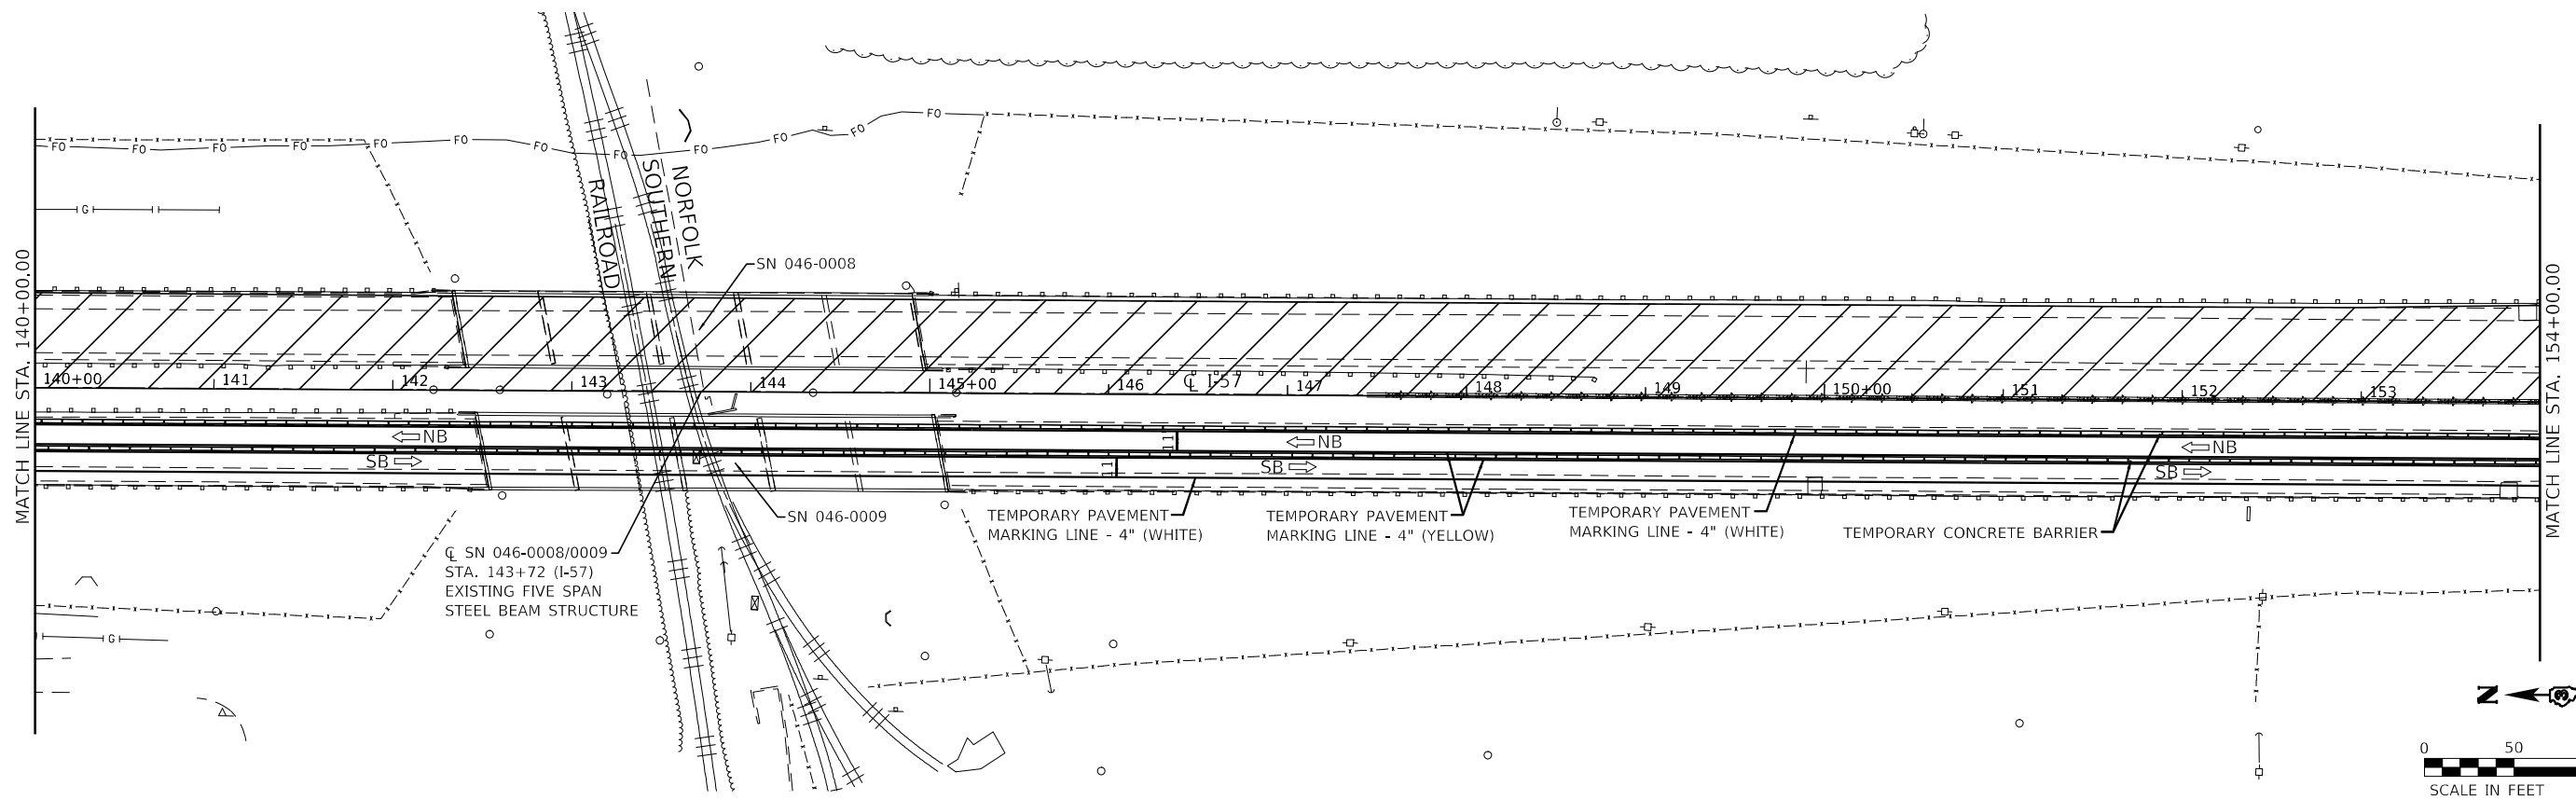 MATCH LINE STA. 140+00.00
FO
FO
FO
FO
FO
FO
FO
FO
FO
FO
FO
FO
G
RAILROAD
SOUTHERN
NORFOLK
SN 046-0008
140+00
141
142
143
144
145+00
146
℄ I-57
147
148
149
150+00
151
152
153
NB
SB
11
11
NB
SB
NB
SB
SN 046-0009
℄ SN 046-0008/0009
STA. 143+72 (I-57)
EXISTING FIVE SPAN
STEEL BEAM STRUCTURE
TEMPORARY PAVEMENT
MARKING LINE - 4" (WHITE)
TEMPORARY PAVEMENT
MARKING LINE - 4" (YELLOW)
TEMPORARY PAVEMENT
MARKING LINE - 4" (WHITE)
TEMPORARY CONCRETE BARRIER
G
MATCH LINE STA. 154+00.00
N
3
0 50
SCALE IN FEET